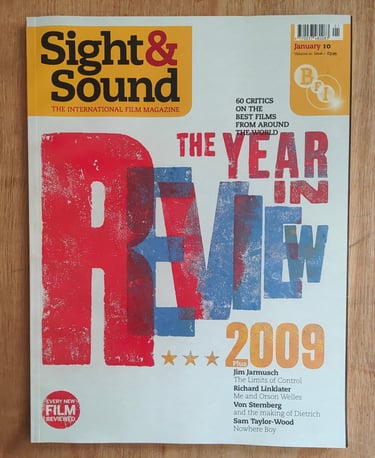 Sight&
Sound
THE INTERNATIONAL FILM MAGAZINE
January 10
BFI
60 CRITICS
ON THE
BEST FILMS
FROM AROUND
THE WORLD
THE YEAR
IN
REVIEW
2009
Plus
Jim Jarmusch
The Limits of Control
Richard Linklater
Me and Orson Welles
Von Sternberg
and the making of Dietrich
Sam Taylor-Wood
Nowhere Boy
EVERY NEW
FILM
REVIEWED